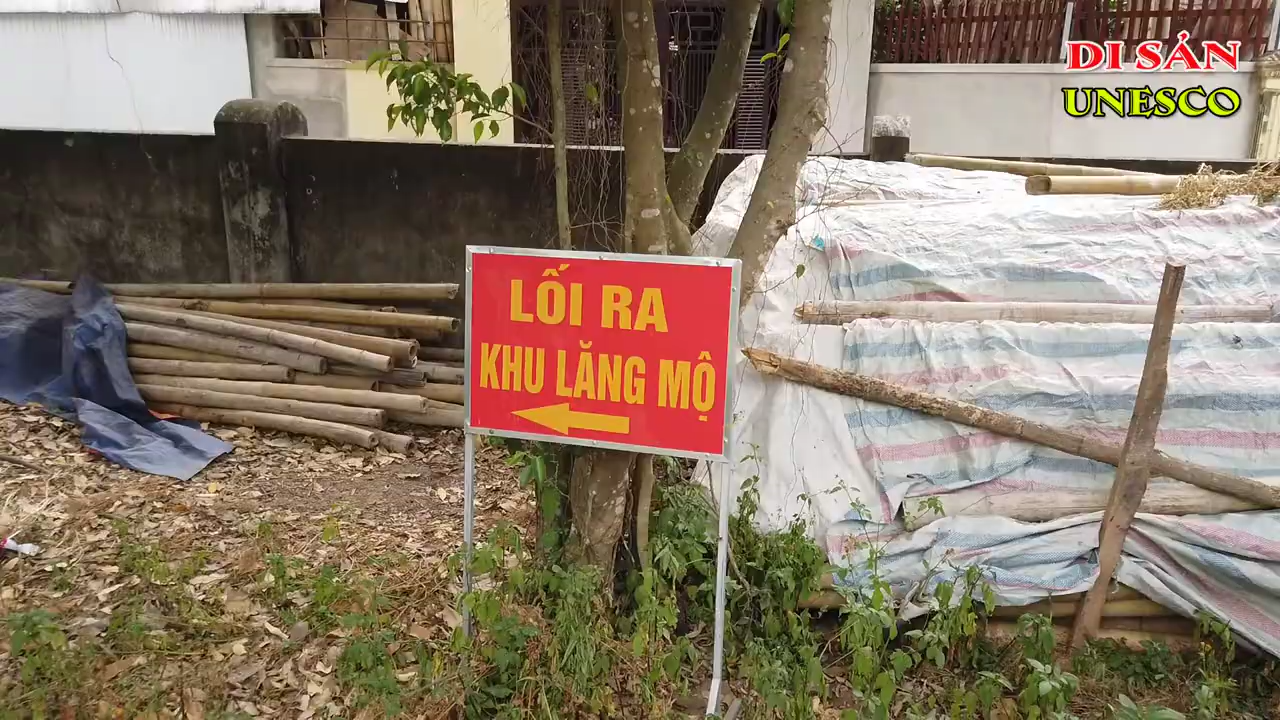 DI SẢN
UNESCO
LỐI RA
KHU LĂNG MỘ